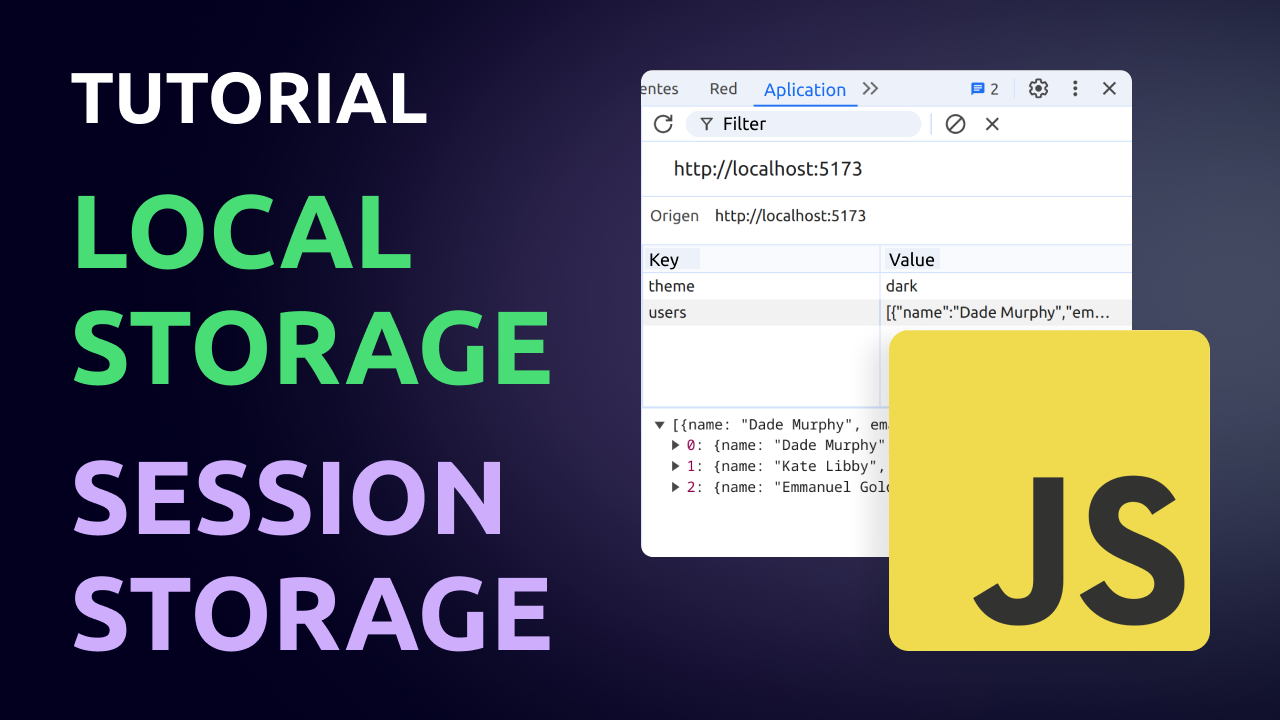 TUTORIAL
LOCAL
STORAGE
SESSION
STORAGE
entes Red Aplication 2
Filter
http://localhost:5173
Origen http://localhost:5173
Key Value
theme dark
users [{"name":"Dade Murphy","em…
▼ [{name: "Dade Murphy", em
▶ 0: {name: "Dade Murphy"
▶ 1: {name: "Kate Libby",
▶ 2: {name: "Emmanuel Gol
JS